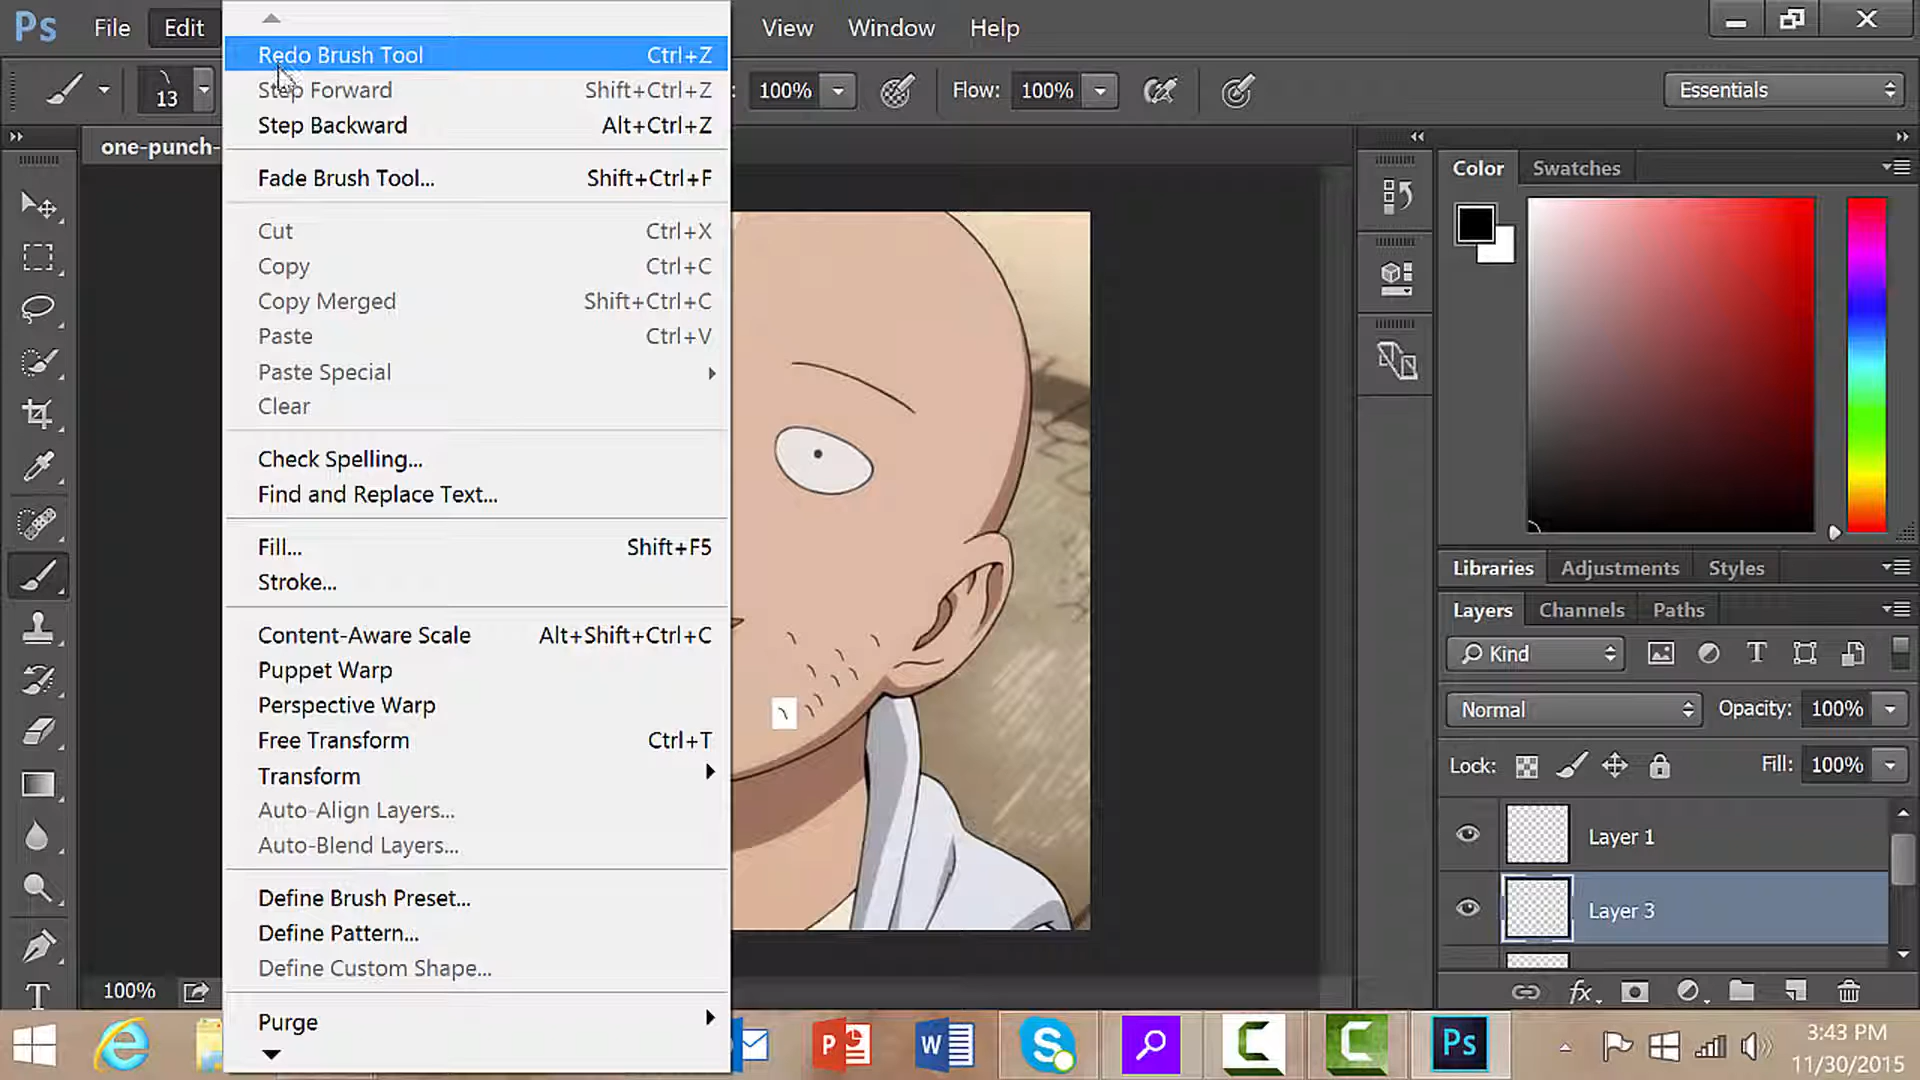 Ps File Edit View Window Help
13 : 100% Flow: 100% Essentials
one-punch-
Redo Brush Tool Ctrl+Z
Step Forward Shift+Ctrl+Z
Step Backward Alt+Ctrl+Z
Fade Brush Tool... Shift+Ctrl+F
Cut Ctrl+X
Copy Ctrl+C
Copy Merged Shift+Ctrl+C
Paste Ctrl+V
Paste Special
Clear
Check Spelling...
Find and Replace Text...
Fill... Shift+F5
Stroke...
Content-Aware Scale Alt+Shift+Ctrl+C
Puppet Warp
Perspective Warp
Free Transform Ctrl+T
Transform
Auto-Align Layers...
Auto-Blend Layers...
Define Brush Preset...
Define Pattern...
Define Custom Shape...
Purge
Color Swatches
Libraries Adjustments Styles
Layers Channels Paths
Kind
Normal Opacity: 100%
Lock: Fill: 100%
Layer 1
Layer 3
fx
100%
P W S C C Ps
3:43 PM
11/30/2015